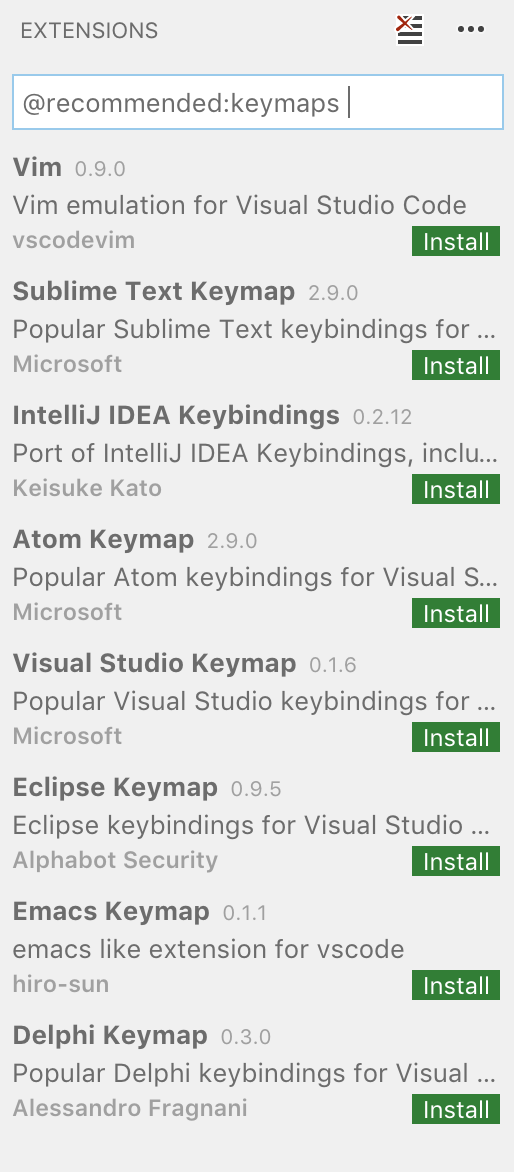 EXTENSIONS
@recommended:keymaps
Vim 0.9.0
Vim emulation for Visual Studio Code
vscodevim Install
Sublime Text Keymap 2.9.0
Popular Sublime Text keybindings for ...
Microsoft Install
IntelliJ IDEA Keybindings 0.2.12
Port of IntelliJ IDEA Keybindings, inclu...
Keisuke Kato Install
Atom Keymap 2.9.0
Popular Atom keybindings for Visual S...
Microsoft Install
Visual Studio Keymap 0.1.6
Popular Visual Studio keybindings for ...
Microsoft Install
Eclipse Keymap 0.9.5
Eclipse keybindings for Visual Studio ...
Alphabot Security Install
Emacs Keymap 0.1.1
emacs like extension for vscode
hiro-sun Install
Delphi Keymap 0.3.0
Popular Delphi keybindings for Visual ...
Alessandro Fragnani Install